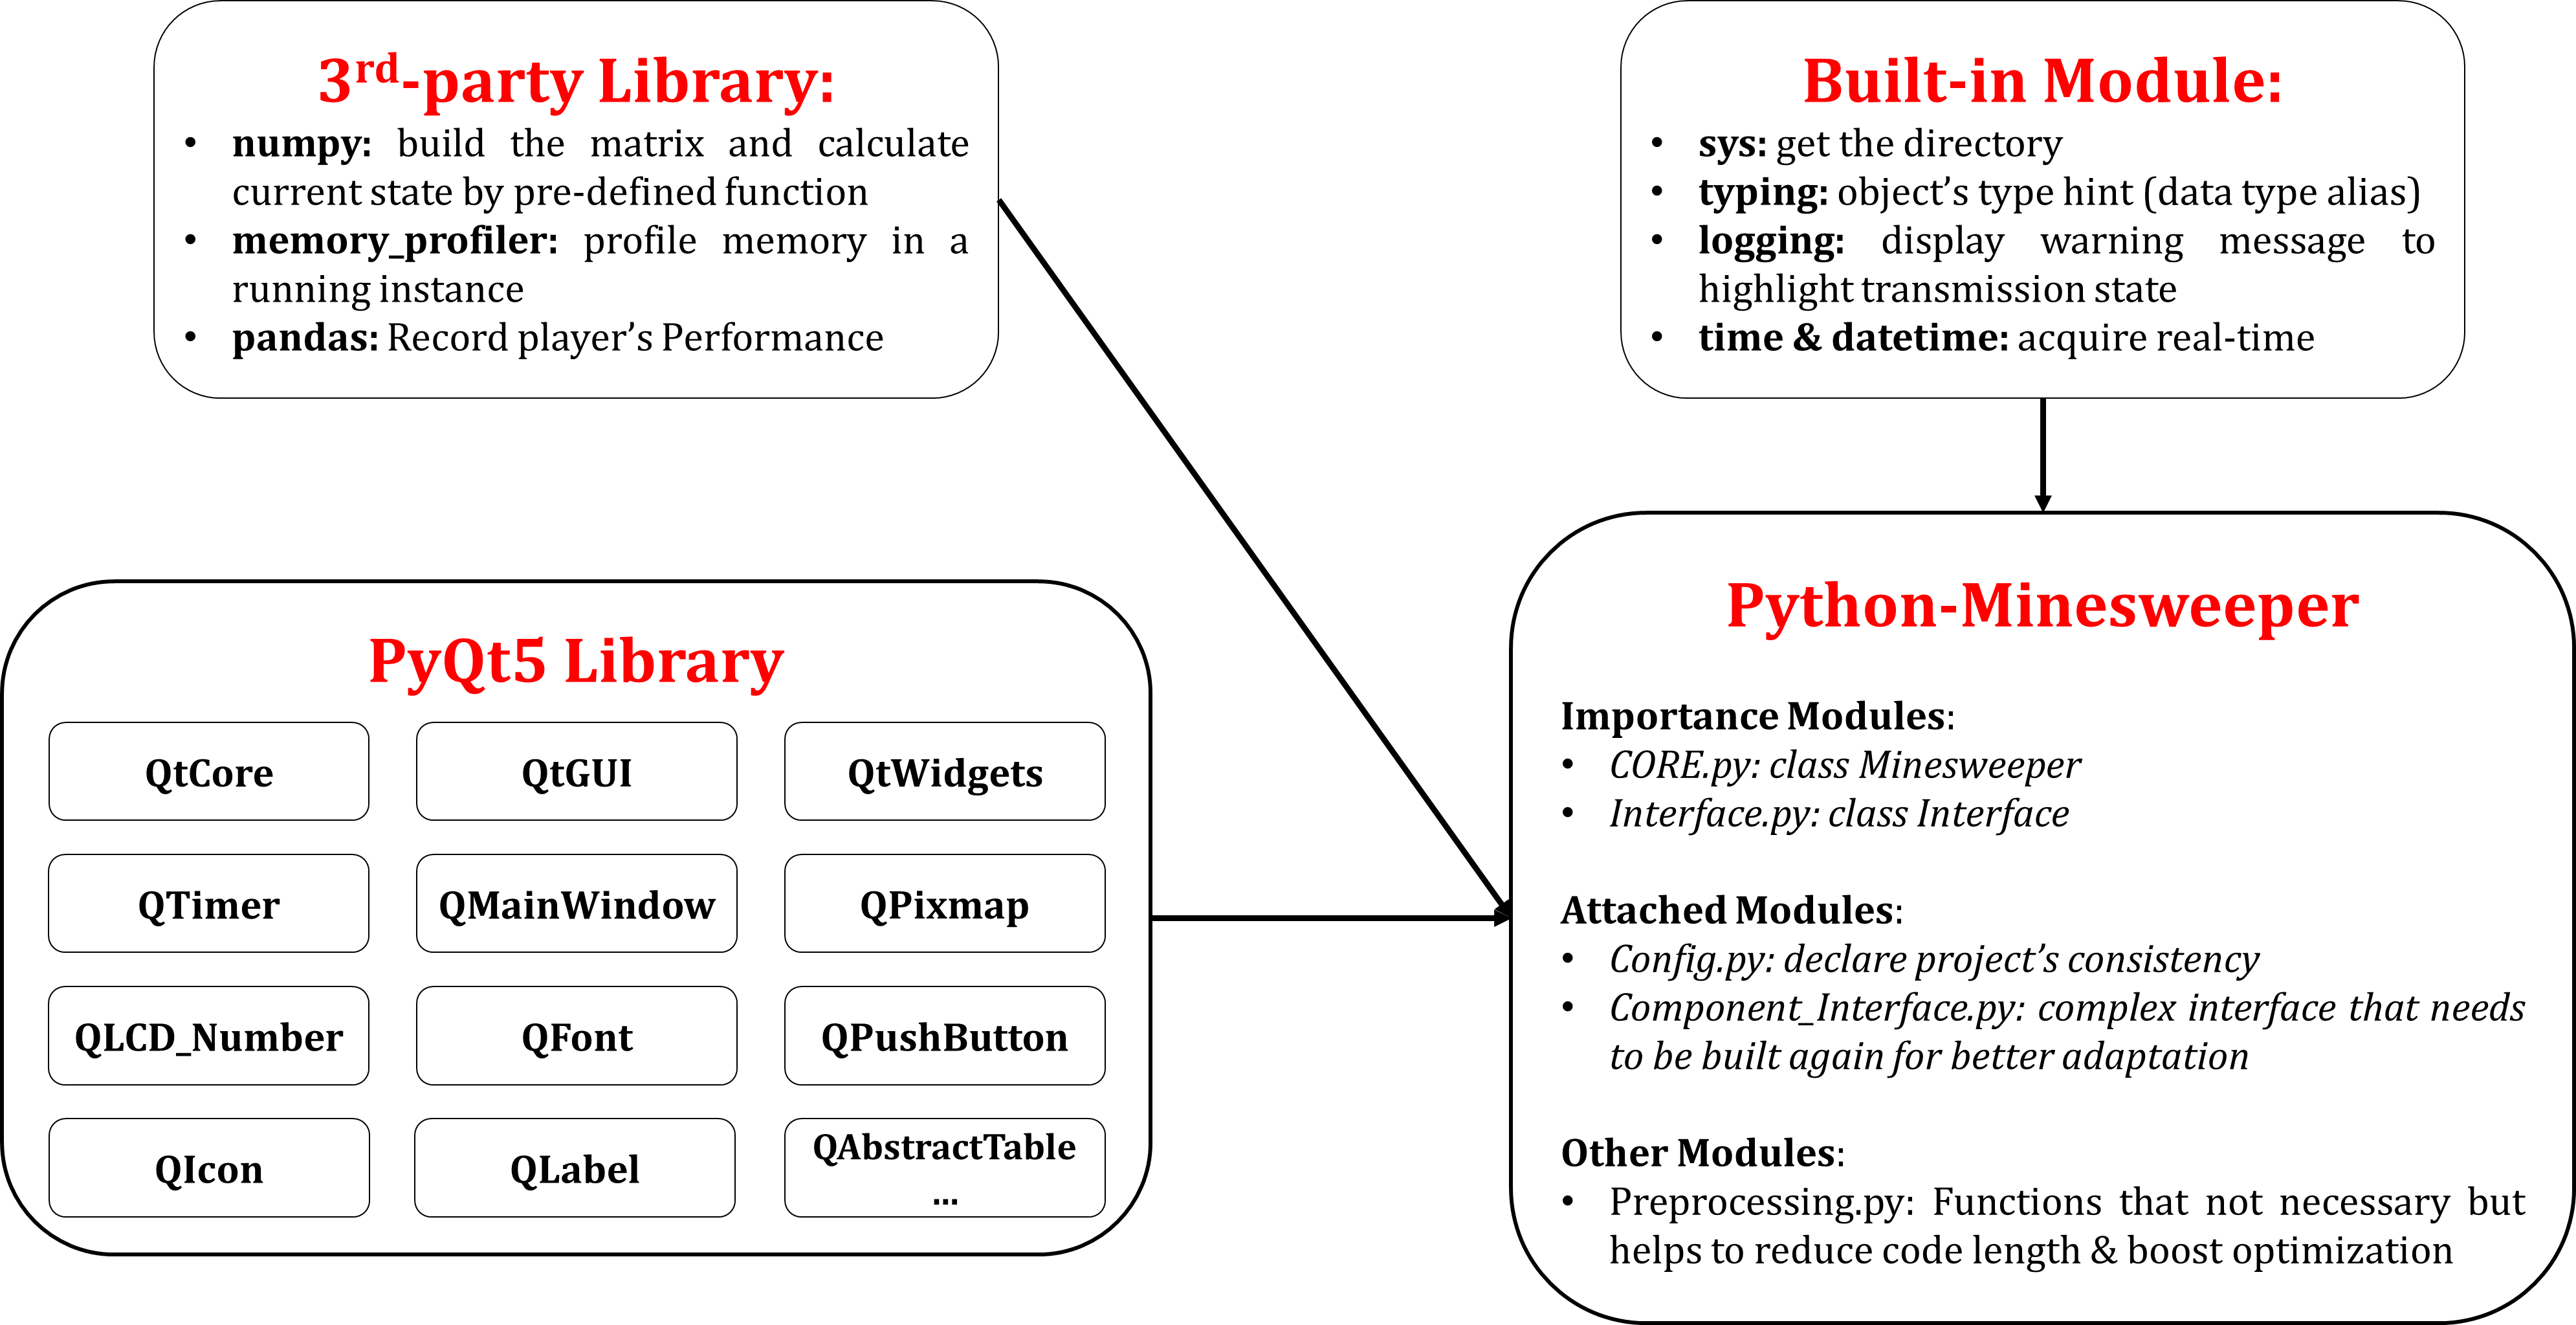 3rd-party Library:
• numpy: build the matrix and calculate
current state by pre-defined function
• memory_profiler: profile memory in a
running instance
• pandas: Record player’s Performance
Built-in Module:
• sys: get the directory
• typing: object’s type hint (data type alias)
• logging: display warning message to
highlight transmission state
• time & datetime: acquire real-time
PyQt5 Library
QtCore
QtGUI
QtWidgets
QTimer
QMainWindow
QPixmap
QLCD_Number
QFont
QPushButton
QIcon
QLabel
QAbstractTable
...
Python-Minesweeper
Importance Modules:
• CORE.py: class Minesweeper
• Interface.py: class Interface
Attached Modules:
• Config.py: declare project’s consistency
• Component_Interface.py: complex interface that needs
to be built again for better adaptation
Other Modules:
• Preprocessing.py: Functions that not necessary but
helps to reduce code length & boost optimization